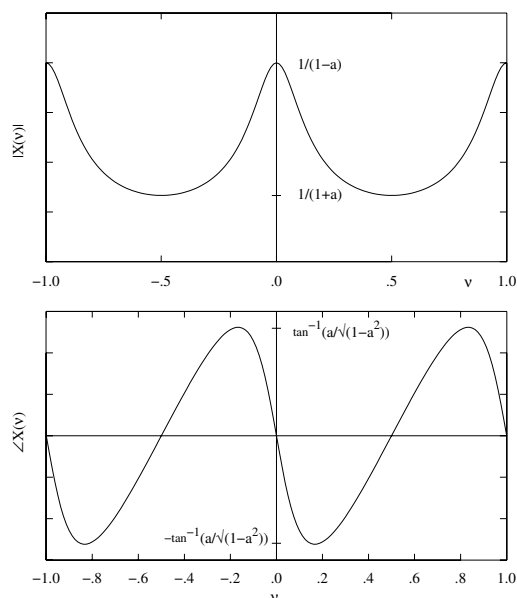 1/(1−a)
|X(ν)|
1/(1+a)
−1.0 −.5 .0 .5 ν 1.0
tan⁻¹(a/√(1−a²))
∠X(ν)
−tan⁻¹(a/√(1−a²))
−1.0 −.8 −.6 −.4 −.2 .0 .2 .4 .6 .8 1.0
ν